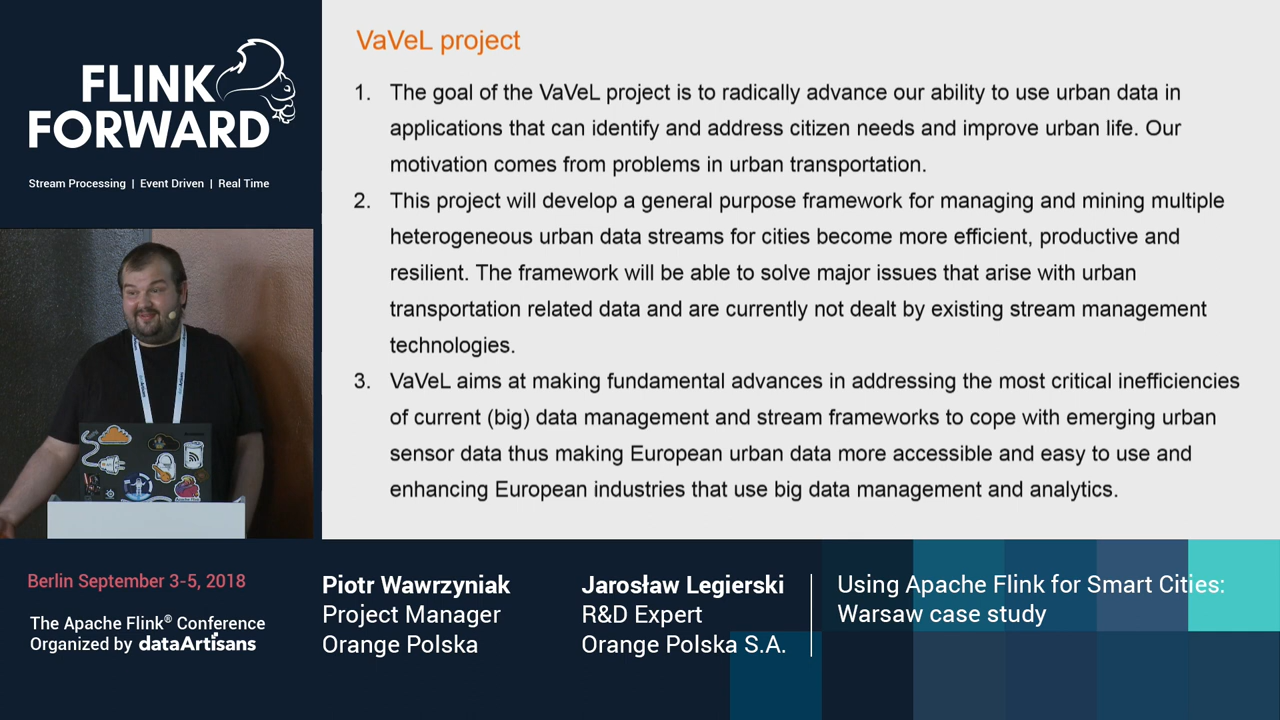 FLINK
FORWARD
Stream Processing | Event Driven | Real Time
VaVeL project
1. The goal of the VaVeL project is to radically advance our ability to use urban data in
applications that can identify and address citizen needs and improve urban life. Our
motivation comes from problems in urban transportation.
2. This project will develop a general purpose framework for managing and mining multiple
heterogeneous urban data streams for cities become more efficient, productive and
resilient. The framework will be able to solve major issues that arise with urban
transportation related data and are currently not dealt by existing stream management
technologies.
3. VaVeL aims at making fundamental advances in addressing the most critical inefficiencies
of current (big) data management and stream frameworks to cope with emerging urban
sensor data thus making European urban data more accessible and easy to use and
enhancing European industries that use big data management and analytics.
Berlin September 3-5, 2018
The Apache Flink® Conference
Organized by dataArtisans
Piotr Wawrzyniak
Project Manager
Orange Polska
Jarosław Legierski
R&D Expert
Orange Polska S.A.
Using Apache Flink for Smart Cities:
Warsaw case study